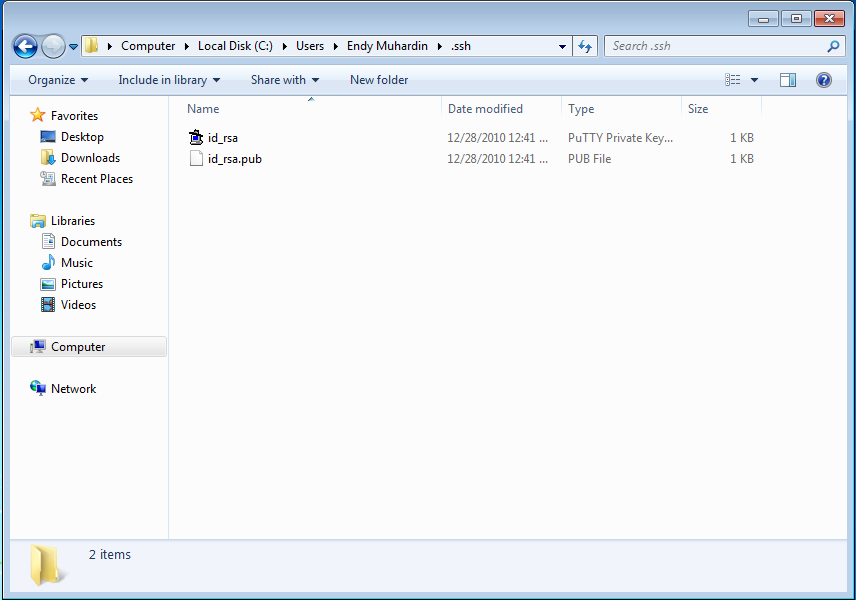 Computer Local Disk (C:) Users Endy Muhardin .ssh Search .ssh
Organize Include in library Share with New folder
Favorites
Desktop
Downloads
Recent Places
Libraries
Documents
Music
Pictures
Videos
Computer
Network
Name Date modified Type Size
id_rsa 12/28/2010 12:41 ... PuTTY Private Key... 1 KB
id_rsa.pub 12/28/2010 12:41 ... PUB File 1 KB
2 items